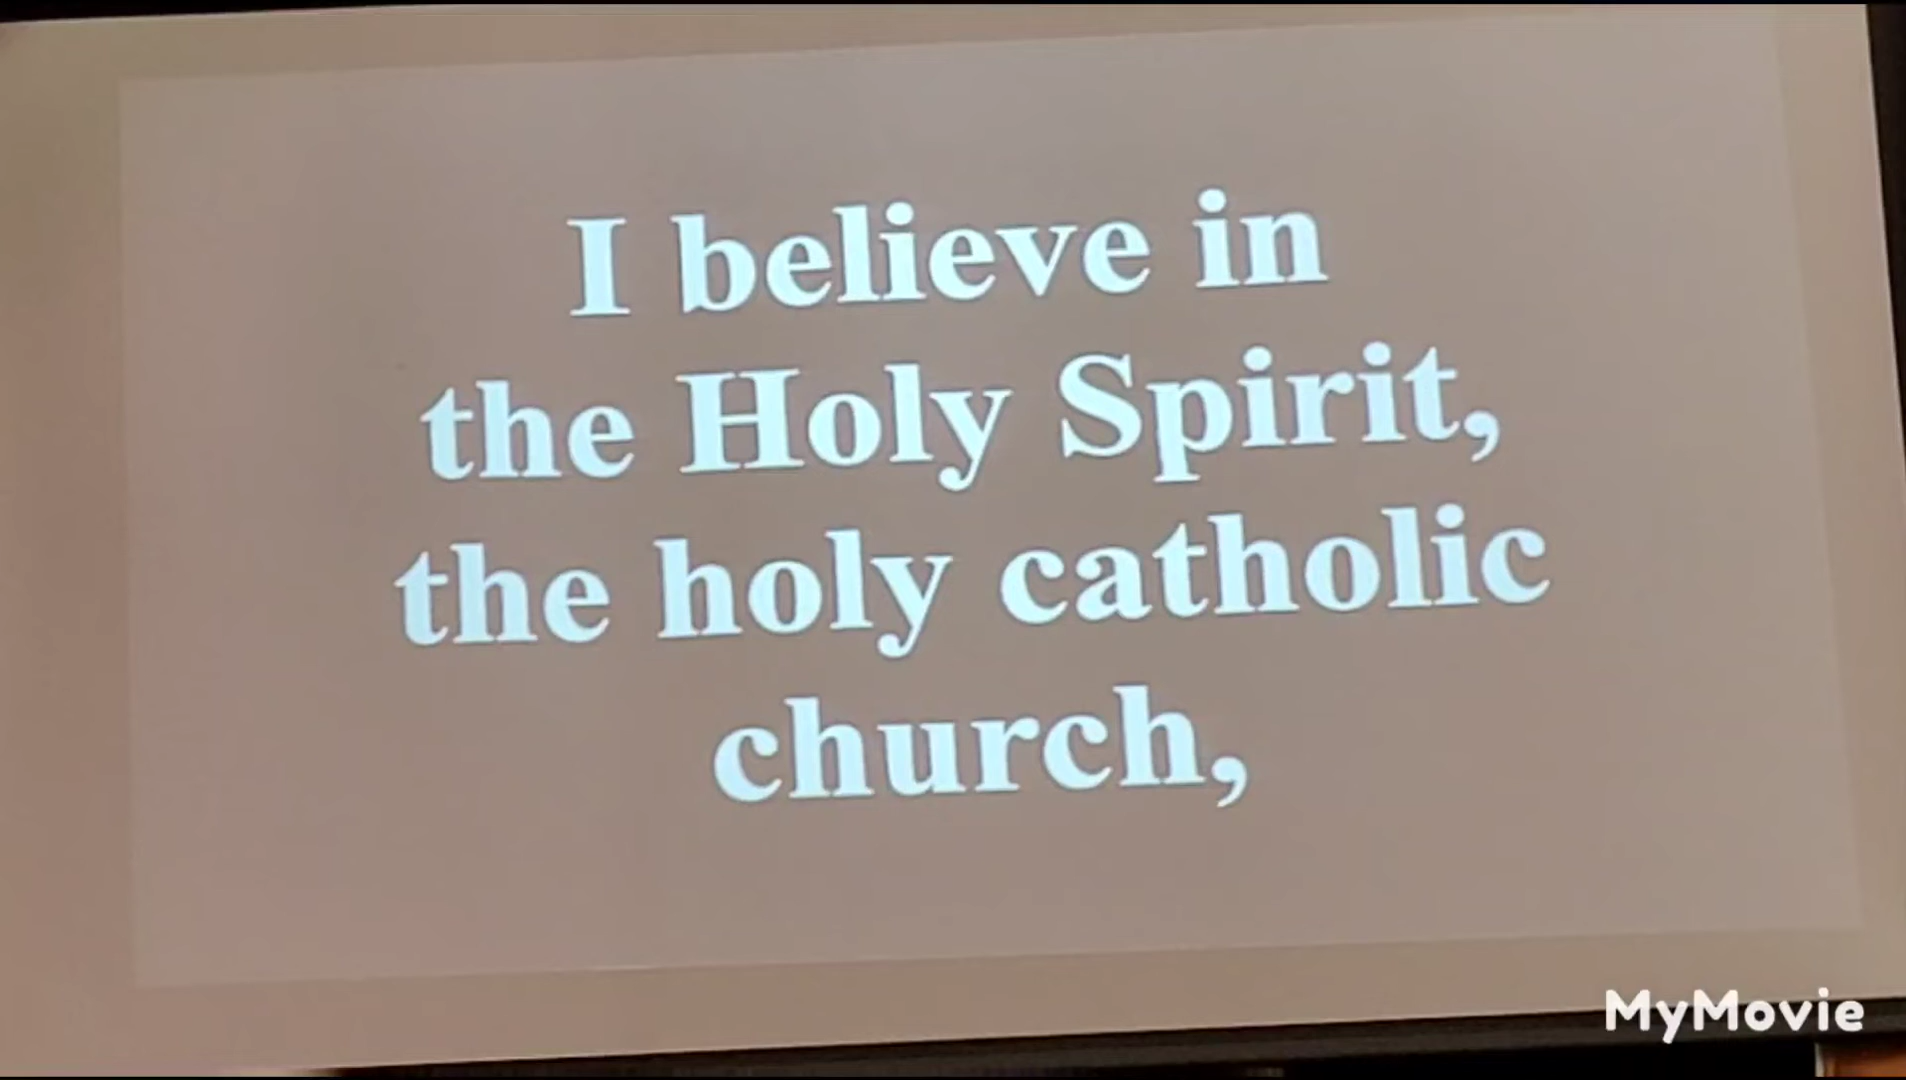 I believe in
the Holy Spirit,
the holy catholic
church,
MyMovie